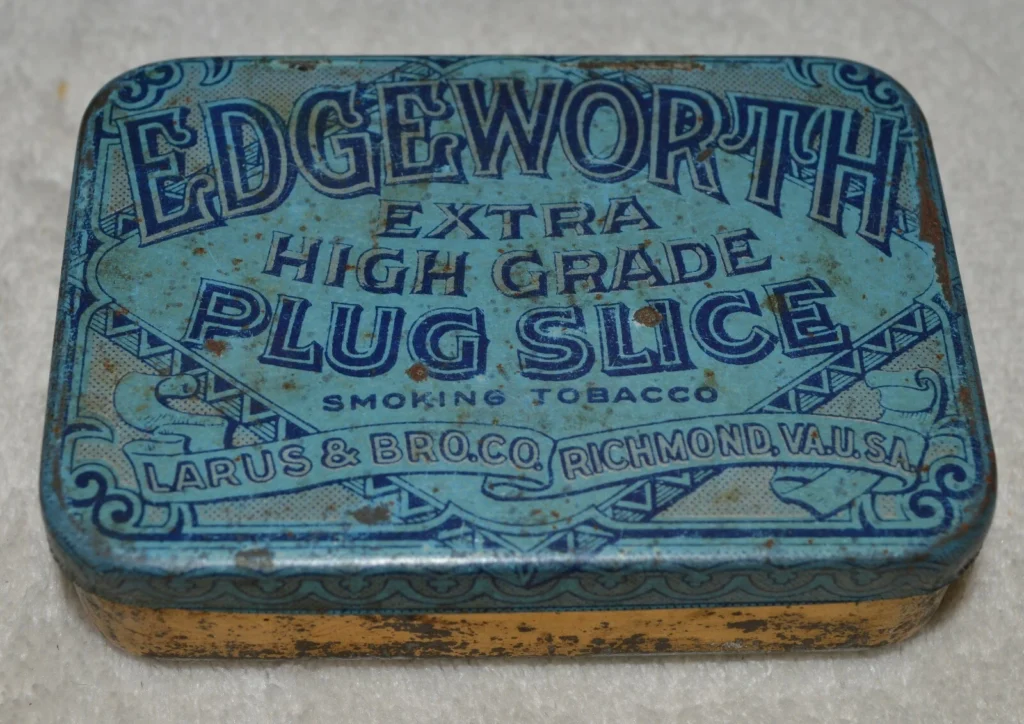 EDGEWORTH
EXTRA
HIGH GRADE
PLUG SLICE
SMOKING TOBACCO
LARUS & BRO.CO. RICHMOND, VA.U.S.A.